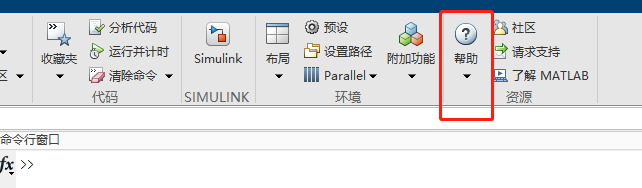 收藏夹
分析代码
运行并计时
清除命令
代码
Simulink
SIMULINK
布局
预设
设置路径
Parallel
环境
附加功能
帮助
社区
请求支持
了解 MATLAB
资源
区
命令行窗口
fx >>